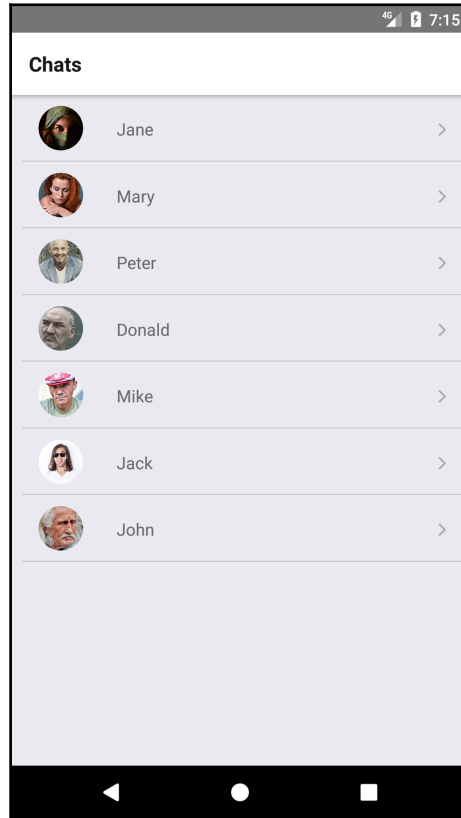 4G 7:15
Chats
Jane
Mary
Peter
Donald
Mike
Jack
John